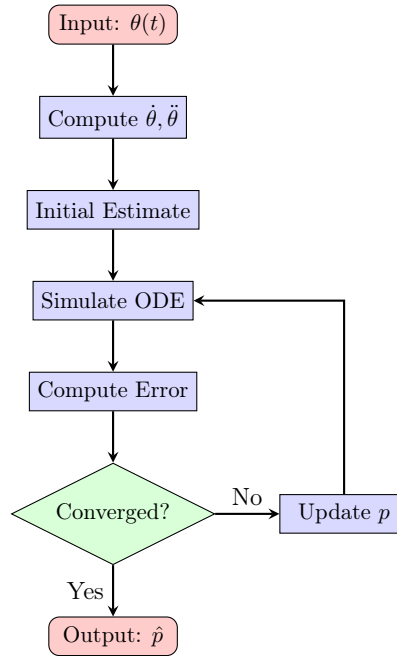 Input: θ(t)
Compute θ̇, θ̈
Initial Estimate
Simulate ODE
Compute Error
Converged?
No
Update p
Yes
Output: p̂